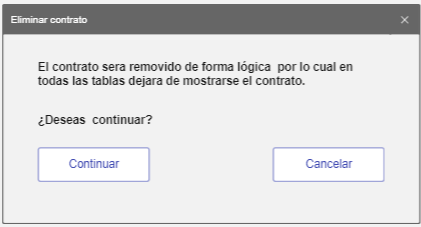 Eliminar contrato
El contrato sera removido de forma lógica por lo cual en
todas las tablas dejara de mostrarse el contrato.
¿Deseas continuar?
Continuar
Cancelar